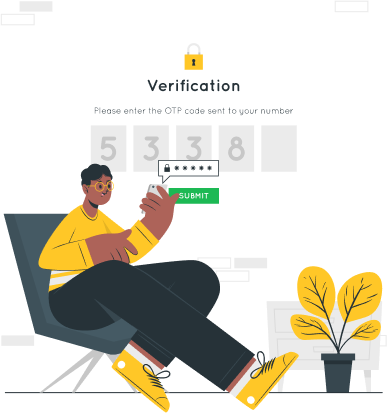 Verification
Please enter the OTP code sent to your number
5 3 3 8
*****
SUBMIT